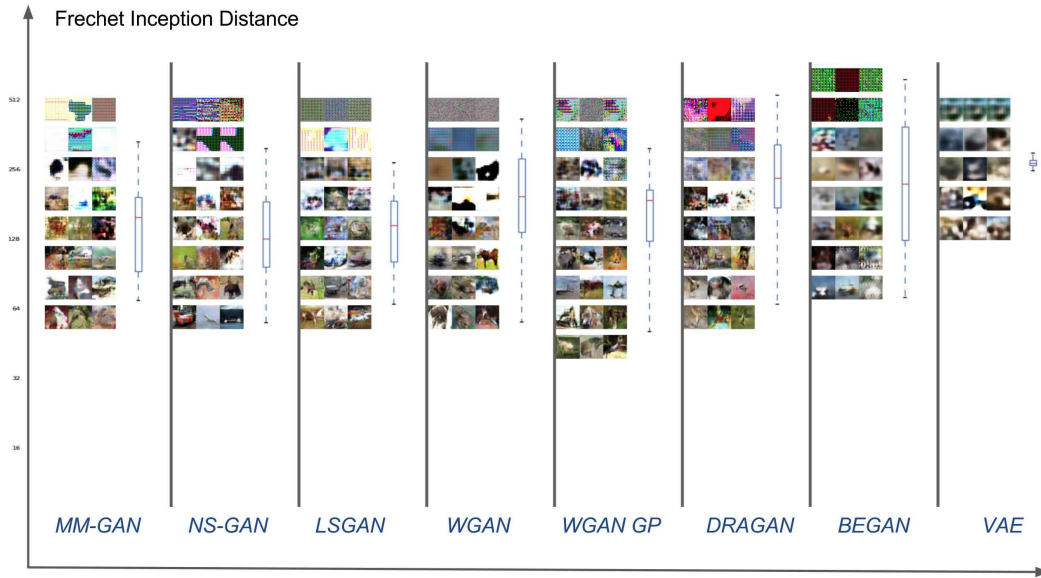 Frechet Inception Distance
512
256
128
64
32
16
MM-GAN
NS-GAN
LSGAN
WGAN
WGAN GP
DRAGAN
BEGAN
VAE